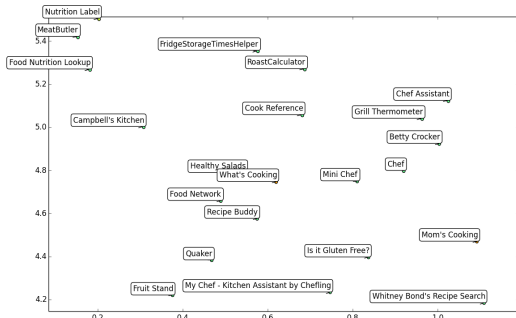 Nutrition Label
MeatButler
5.4
FridgeStorageTimesHelper
Food Nutrition Lookup
RoastCalculator
5.2
Chef Assistant
Cook Reference
Grill Thermometer
Campbell's Kitchen
5.0
Betty Crocker
Healthy Salads
Chef
4.8
What's Cooking
Mini Chef
Food Network
4.6
Recipe Buddy
Mom's Cooking
Quaker
Is it Gluten Free?
4.4
Fruit Stand
My Chef - Kitchen Assistant by Chefling
Whitney Bond's Recipe Search
4.2
0.2
0.4
0.6
0.8
1.0